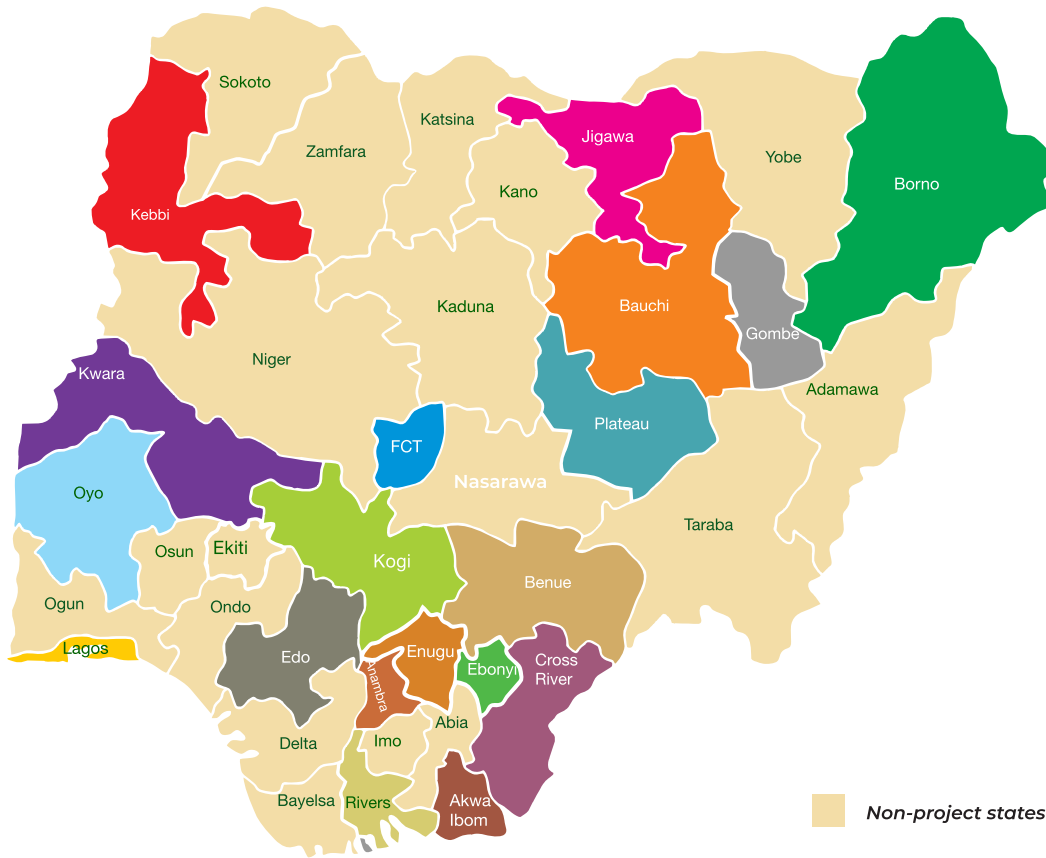 Sokoto
Katsina
Jigawa
Zamfara
Yobe
Kano
Borno
Kebbi
Kaduna
Bauchi
Gombe
Niger
Kwara
Adamawa
Plateau
FCT
Nasarawa
Oyo
Taraba
Osun
Ekiti
Kogi
Benue
Ogun
Ondo
Lagos
Edo
Enugu
Ebonyi
Cross
River
Anambra
Abia
Delta
Imo
Bayelsa
Rivers
Akwa
Ibom
Non-project states